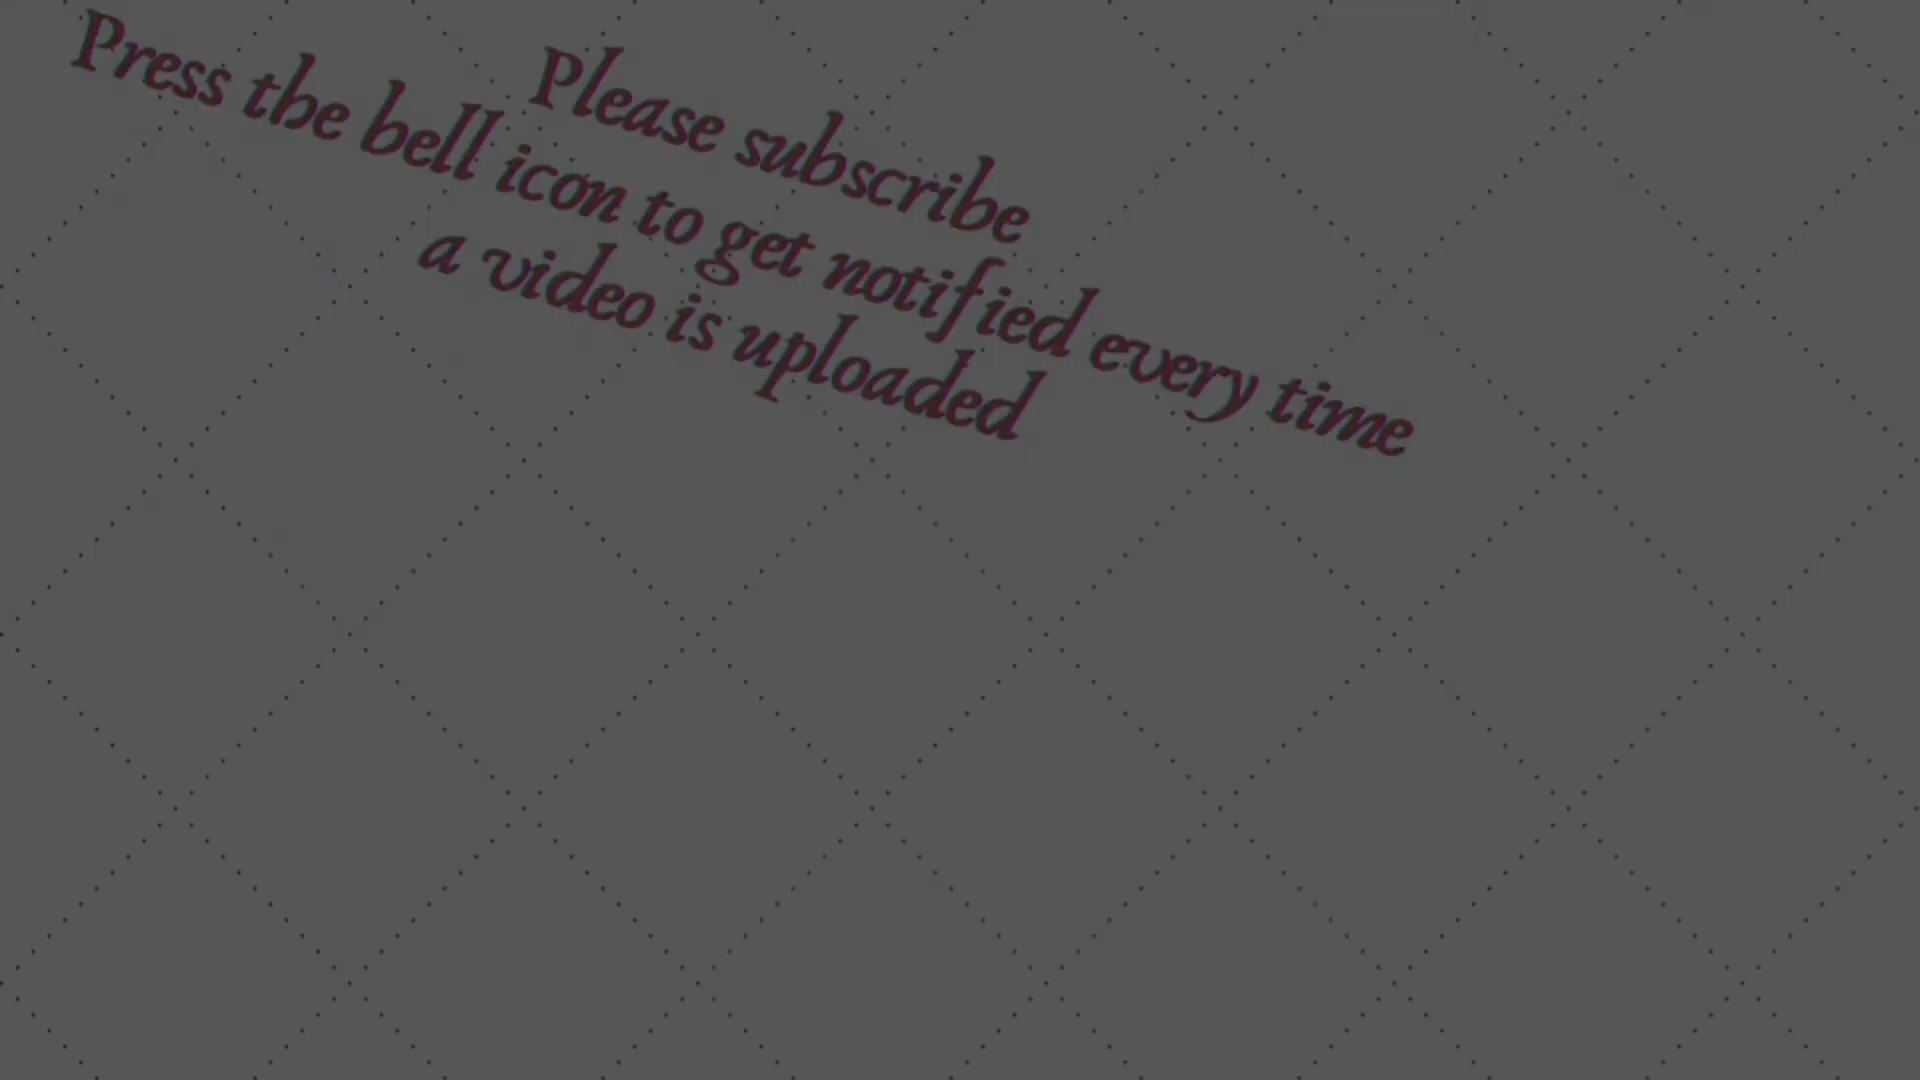 Please subscribe
Press the bell icon to get notified every time
a video is uploaded